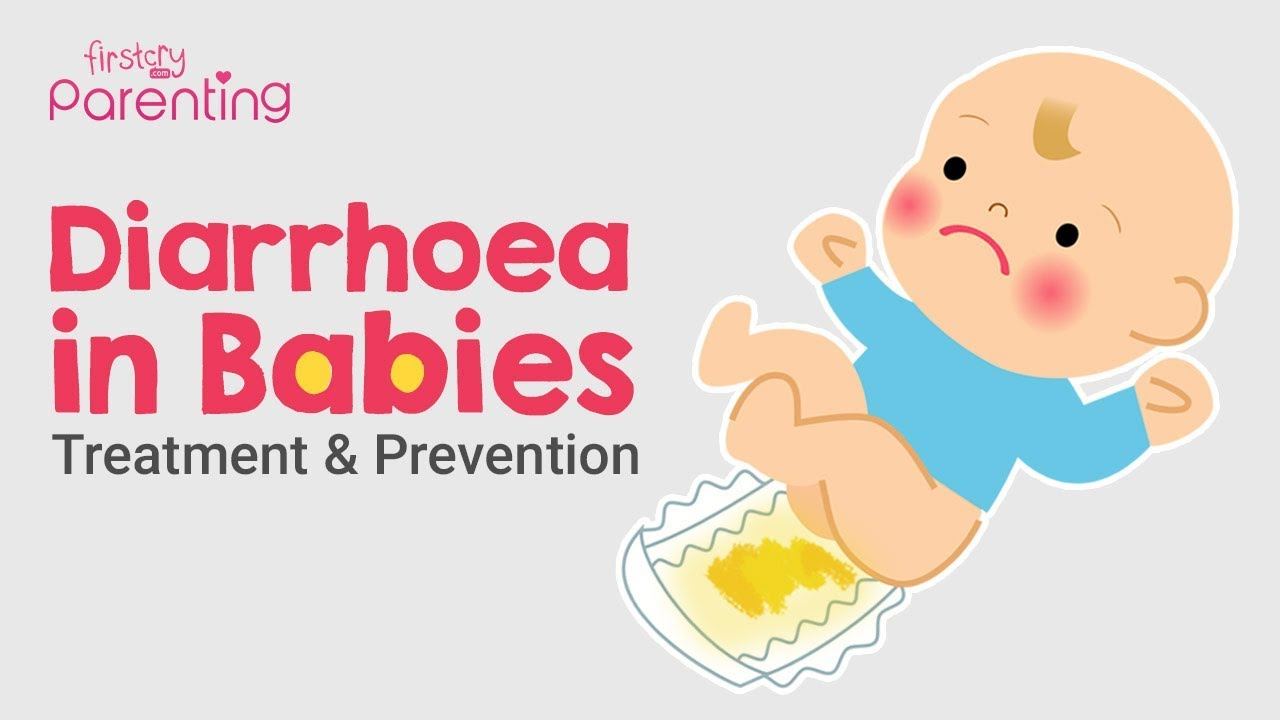 firstcry
.com
Parenting
Diarrhoea
in Babies
Treatment & Prevention